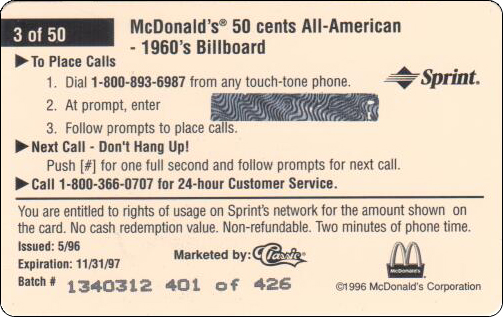 3 of 50
McDonald's® 50 cents All-American
- 1960's Billboard
▶To Place Calls
1. Dial 1-800-893-6987 from any touch-tone phone.
Sprint.
2. At prompt, enter
3. Follow prompts to place calls.
▶Next Call - Don't Hang Up!
Push [#] for one full second and follow prompts for next call.
▶Call 1-800-366-0707 for 24-hour Customer Service.
You are entitled to rights of usage on Sprint's network for the amount shown on
the card. No cash redemption value. Non-refundable. Two minutes of phone time.
Issued: 5/96
Marketed by: Classic
Expiration: 11/31/97
McDonald's
Batch # 1340312 401 of 426
©1996 McDonald's Corporation